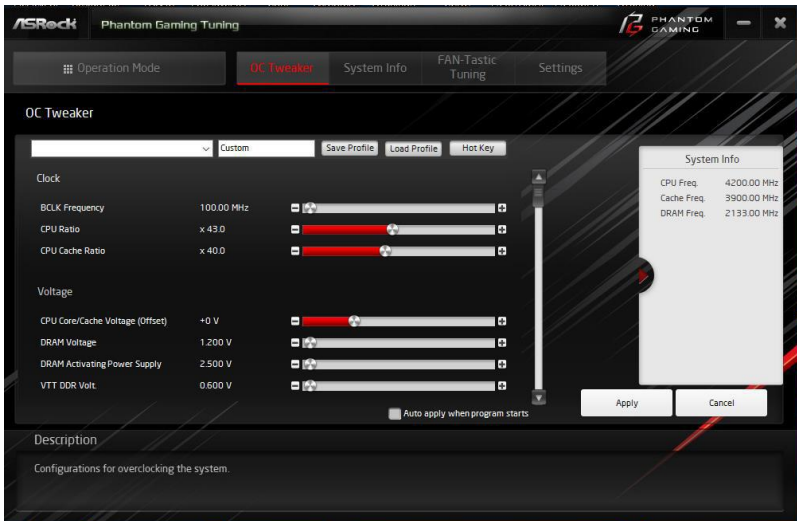 ASRock Phantom Gaming Tuning PHANTOM GAMING
Operation Mode OC Tweaker System Info FAN-Tastic Tuning Settings
OC Tweaker
Custom Save Profile Load Profile Hot Key
System Info
Clock
CPU Freq. 4200.00 MHz
Cache Freq. 3900.00 MHz
DRAM Freq. 2133.00 MHz
BCLK Frequency 100.00 MHz
CPU Ratio x 43.0
CPU Cache Ratio x 40.0
Voltage
CPU Core/Cache Voltage (Offset) +0 V
DRAM Voltage 1.200 V
DRAM Activating Power Supply 2.500 V
VTT DDR Volt. 0.600 V
Apply Cancel
Auto apply when program starts
Description
Configurations for overclocking the system.